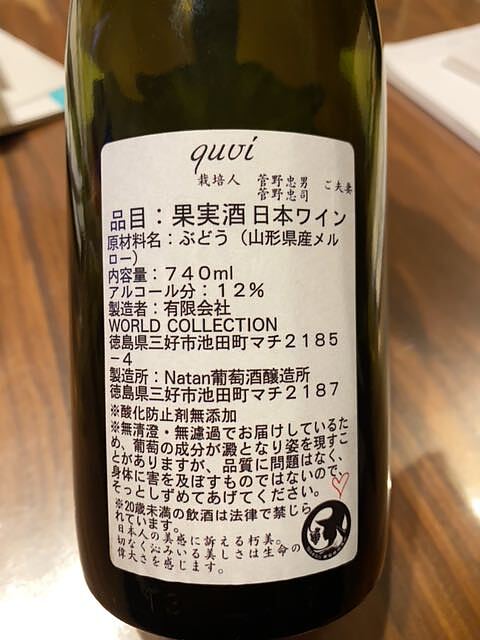 quvi
栽培人 菅野忠男 ご夫妻
菅野忠司
品目：果実酒 日本ワイン
原材料名：ぶどう（山形県産メル
ロー）
内容量：７４０ml
アルコール分：１２％
製造者：有限会社
WORLD COLLECTION
徳島県三好市池田町マチ２１８５
－４
製造所：Natan葡萄酒醸造所
徳島県三好市池田町マチ２１８７
※酸化防止剤無添加
※無清澄・無濾過でお届けしているた
め、葡萄の成分が澱となり姿を現すこ
とがありますが、品質に問題はなく、
身体に害を及ぼすものではないので、
そっとしずめてあげてください。
※20歳未満の飲酒は法律で禁じら
れています。
日本人の美感に訴える朽美。
切なくなみいる美しさは生命の
偉大さを感じます。